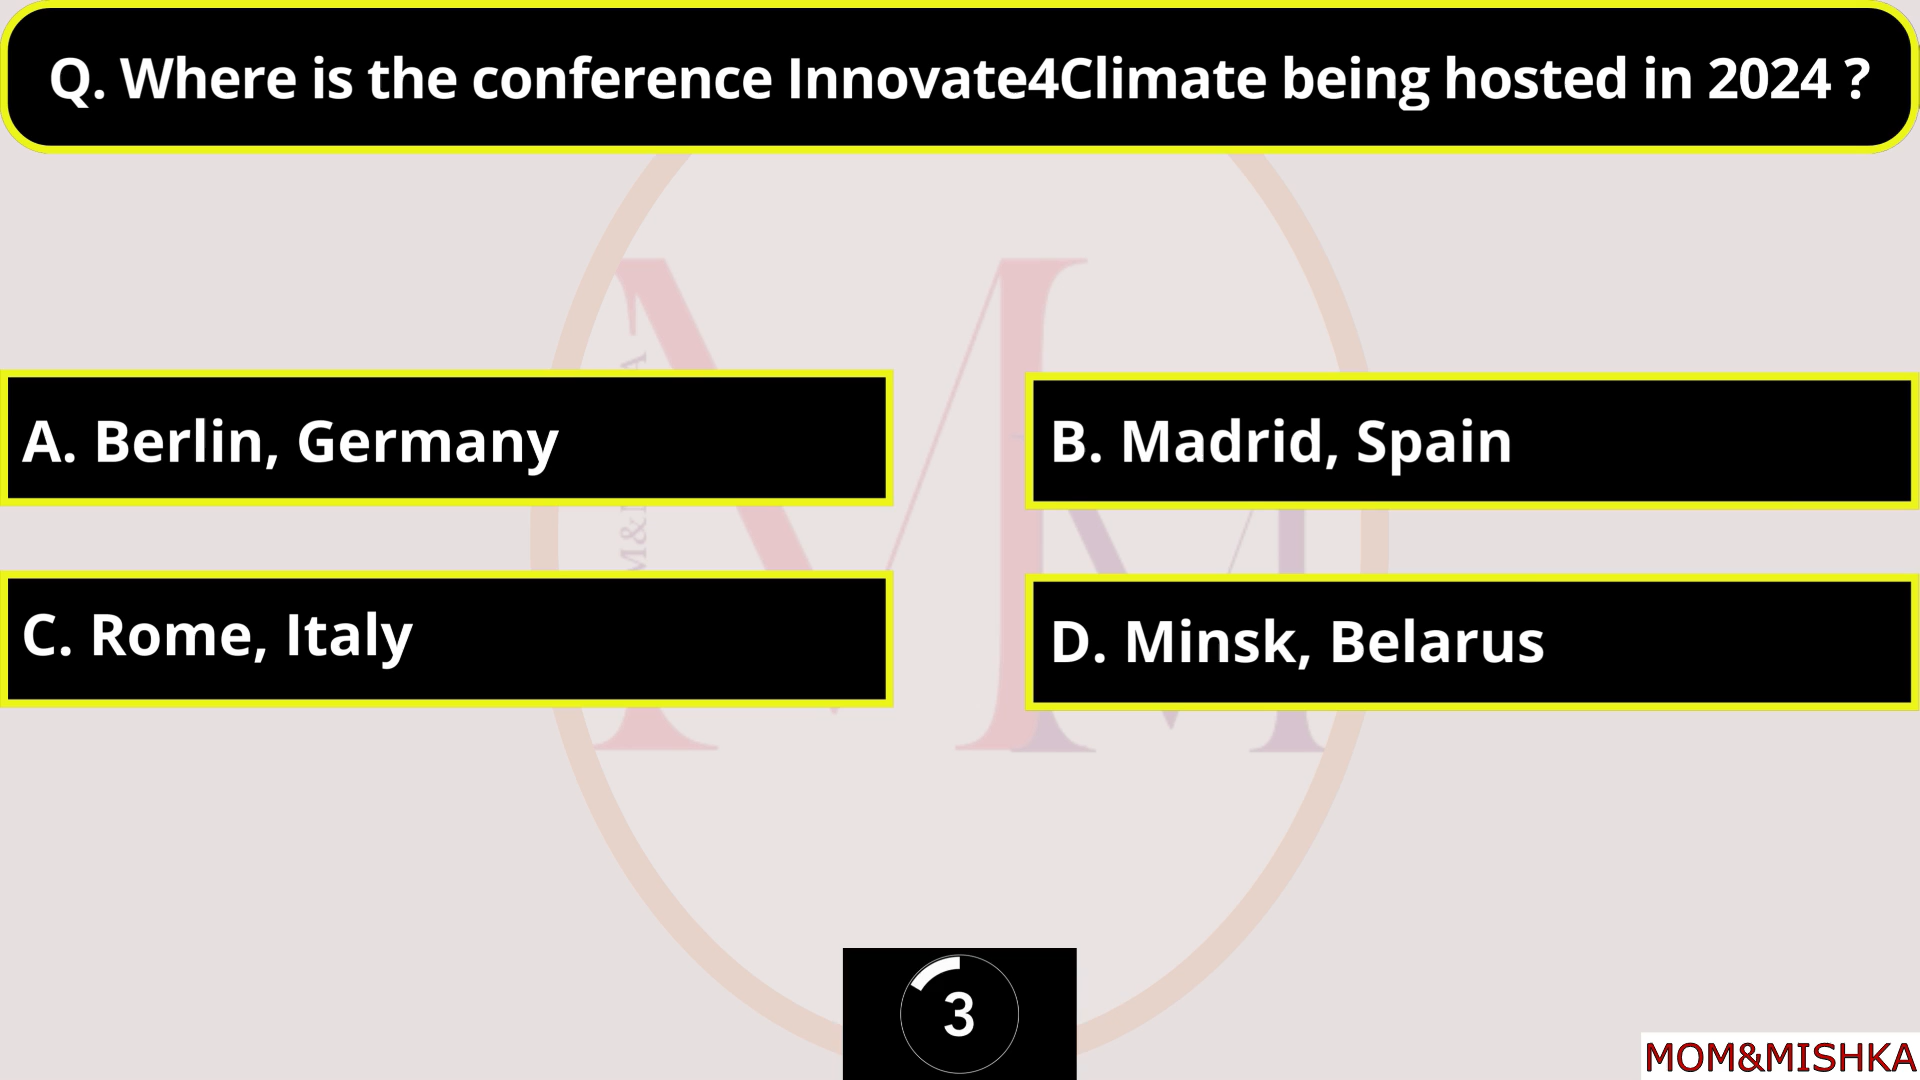 Q. Where is the conference Innovate4Climate being hosted in 2024 ?
A. Berlin, Germany
B. Madrid, Spain
C. Rome, Italy
D. Minsk, Belarus
3
MOM&MISHKA